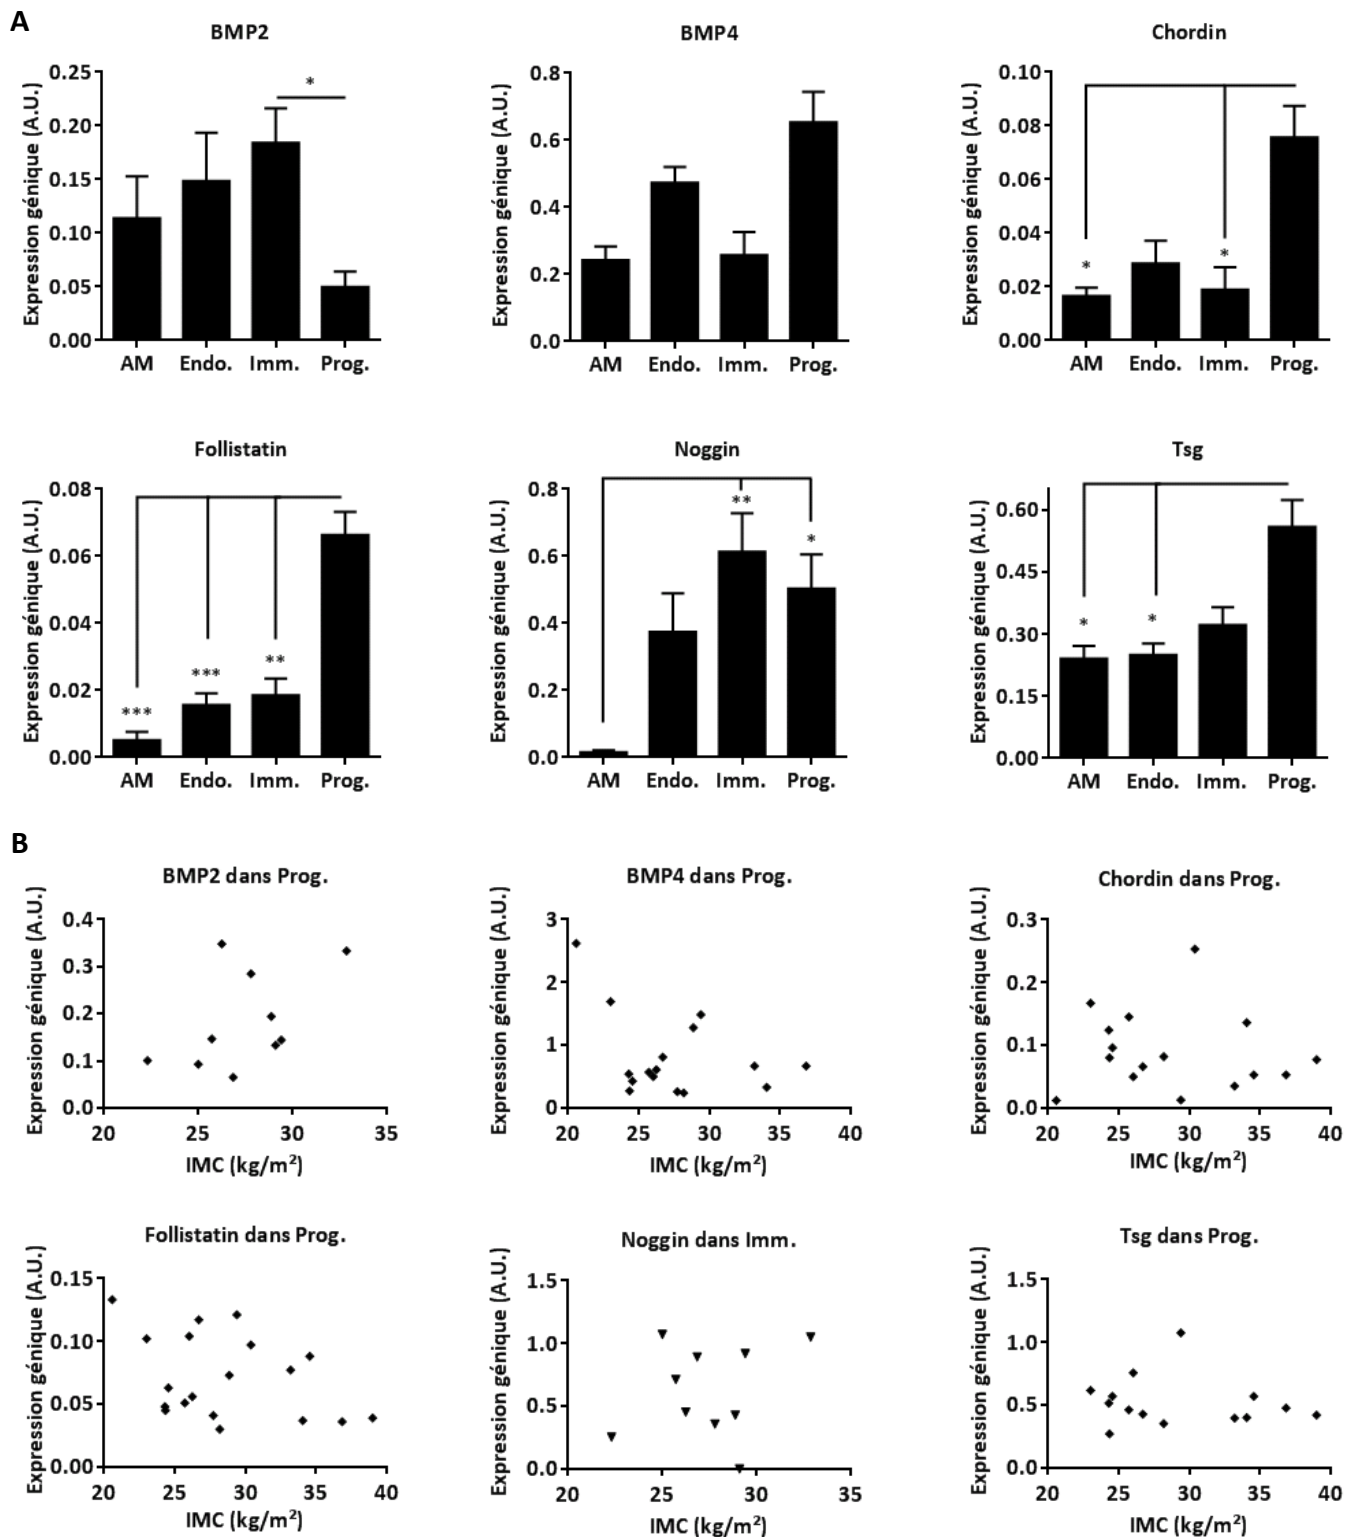 A
BMP2
BMP4
Chordin
Expression génique (A.U.)
0.25
0.20
0.15
0.10
0.05
0.00
*
AM Endo. Imm. Prog.
Expression génique (A.U.)
0.8
0.6
0.4
0.2
0.0
AM Endo. Imm. Prog.
Expression génique (A.U.)
0.10
0.08
0.06
0.04
0.02
0.00
* *
AM Endo. Imm. Prog.
Follistatin
Noggin
Tsg
Expression génique (A.U.)
0.08
0.06
0.04
0.02
0.00
*** *** **
AM Endo. Imm. Prog.
Expression génique (A.U.)
0.8
0.6
0.4
0.2
0.0
** *
AM Endo. Imm. Prog.
Expression génique (A.U.)
0.60
0.45
0.30
0.15
0.00
* *
AM Endo. Imm. Prog.
B
BMP2 dans Prog.
BMP4 dans Prog.
Chordin dans Prog.
Expression génique (A.U.)
0.4
0.3
0.2
0.1
0.0
20 25 30 35
IMC (kg/m²)
Expression génique (A.U.)
3
2
1
0
20 25 30 35 40
IMC (kg/m²)
Expression génique (A.U.)
0.3
0.2
0.1
0.0
20 25 30 35 40
IMC (kg/m²)
Follistatin dans Prog.
Noggin dans Imm.
Tsg dans Prog.
Expression génique (A.U.)
0.15
0.10
0.05
0.00
20 25 30 35 40
IMC (kg/m²)
Expression génique (A.U.)
1.5
1.0
0.5
0.0
20 25 30 35
IMC (kg/m²)
Expression génique (A.U.)
1.5
1.0
0.5
0.0
20 25 30 35 40
IMC (kg/m²)